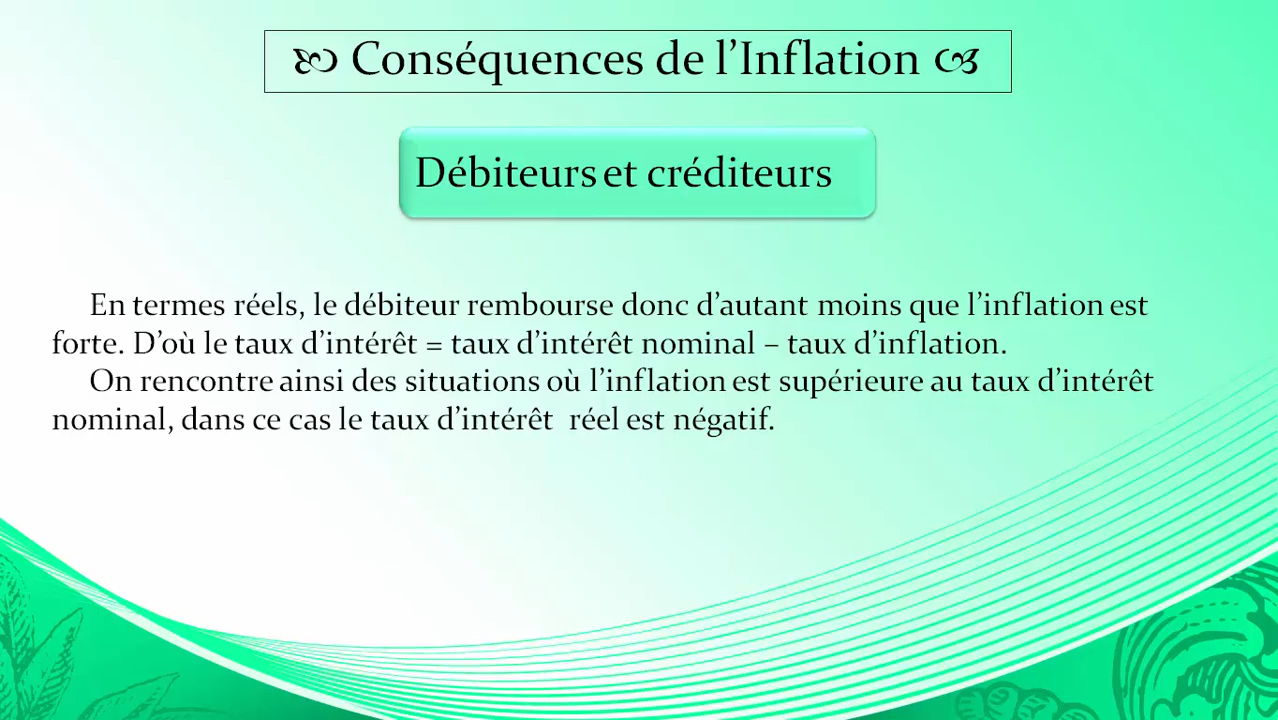 Conséquences de l’Inflation
Débiteurs et créditeurs
En termes réels, le débiteur rembourse donc d’autant moins que l’inflation est
forte. D’où le taux d’intérêt = taux d’intérêt nominal – taux d’inflation.
On rencontre ainsi des situations où l’inflation est supérieure au taux d’intérêt
nominal, dans ce cas le taux d’intérêt réel est négatif.